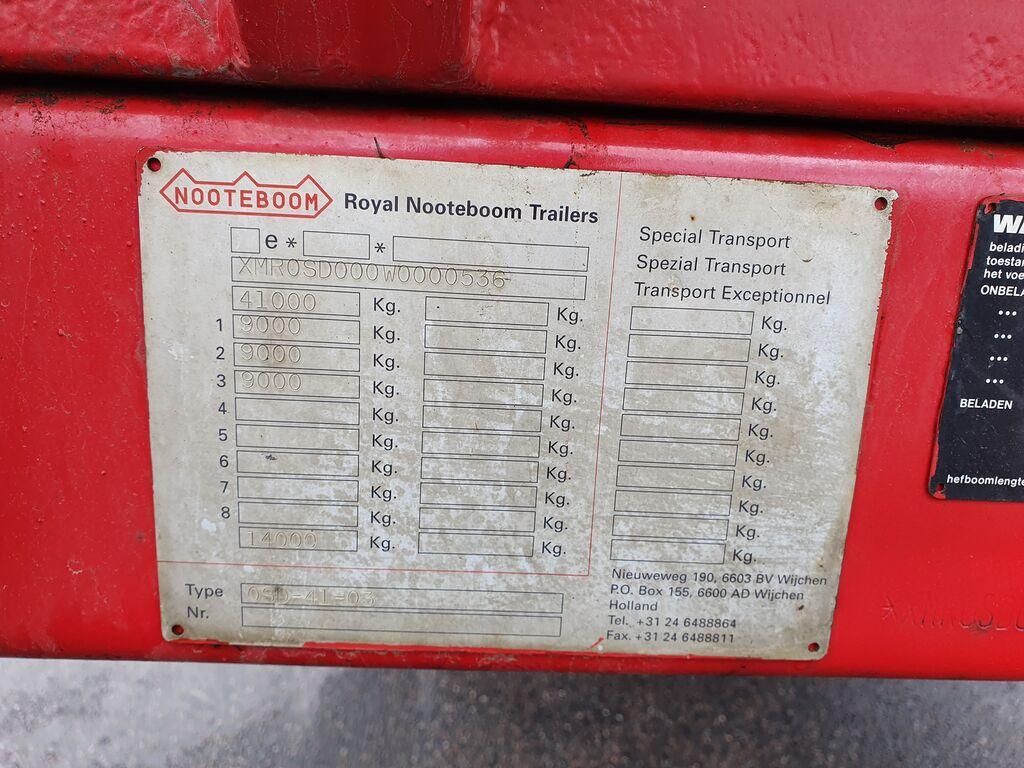 NOOTEBOOM
Royal Nooteboom Trailers
e * *
XMR0SD000W0000536
41000 Kg. Kg.
1 9000 Kg. Kg.
2 9000 Kg. Kg.
3 9000 Kg. Kg.
4 Kg. Kg.
5 Kg. Kg.
6 Kg. Kg.
7 Kg. Kg.
8 Kg. Kg.
14000 Kg. Kg.
Type OSD-41-03
Nr.
Special Transport
Spezial Transport
Transport Exceptionnel
Kg.
Kg.
Kg.
Kg.
Kg.
Kg.
Kg.
Kg.
Kg.
Kg.
Nieuweweg 190, 6603 BV Wijchen
P.O. Box 155, 6600 AD Wijchen
Holland
Tel. +31 24 6488864
Fax. +31 24 6488811
beladi
toestan
het voe
ONBELA
...
...
...
...
BELADEN
hefboomlengte